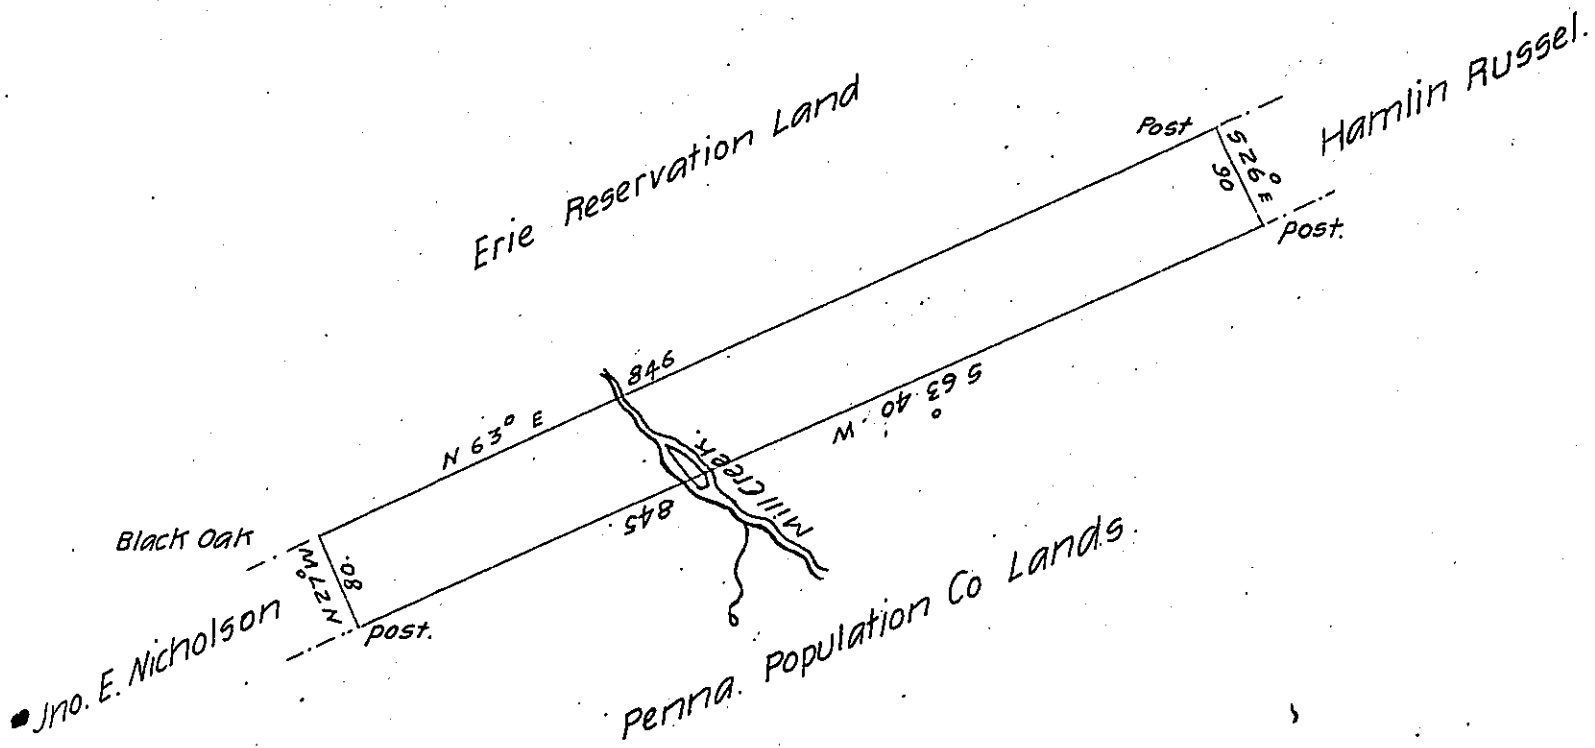 Hamlin Russel.
Erie Reservation Land
Post
S 26° E
90
Post.
846
N 63° E
S 63° 40' W.
Mill Creek.
845
Black Oak
N 27° W
80.
Post.
Jno. E. Nicholson
Penna. Population Co Lands.